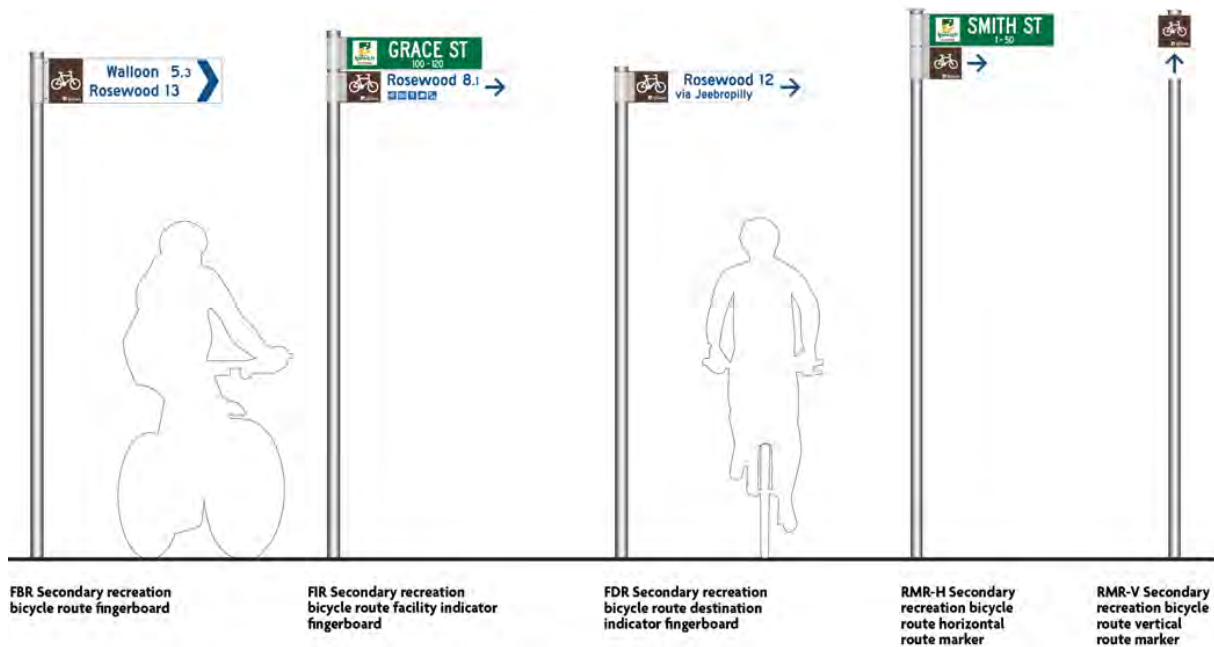 Walloon 5.3
Rosewood 13
GRACE ST
100 - 120
Rosewood 8.1
Rosewood 12
via Jeebropilly
SMITH ST
1 - 50
FBR Secondary recreation
bicycle route fingerboard
FIR Secondary recreation
bicycle route facility indicator
fingerboard
FDR Secondary recreation
bicycle route destination
indicator fingerboard
RMR-H Secondary
recreation bicycle
route horizontal
route marker
RMR-V Secondary
recreation bicycle
route vertical
route marker